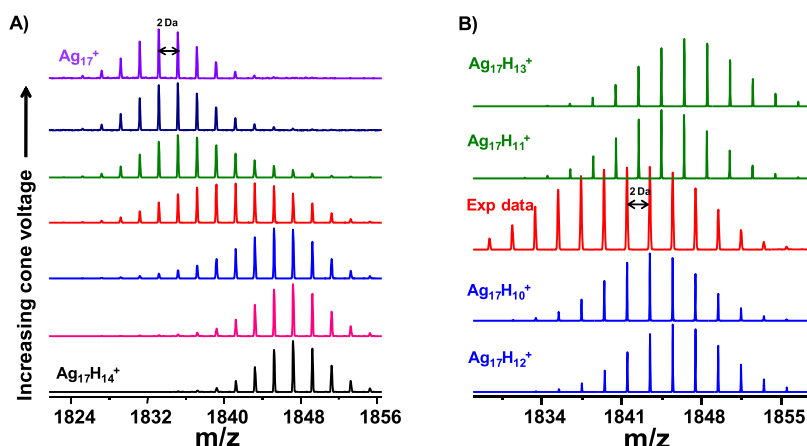 A)
2 Da
Ag₁₇⁺
Increasing cone voltage
Ag₁₇H₁₄⁺
1824 1832 1840 1848 1856
m/z
B)
Ag₁₇H₁₃⁺
Ag₁₇H₁₁⁺
Exp data
2 Da
Ag₁₇H₁₀⁺
Ag₁₇H₁₂⁺
1834 1841 1848 1855
m/z